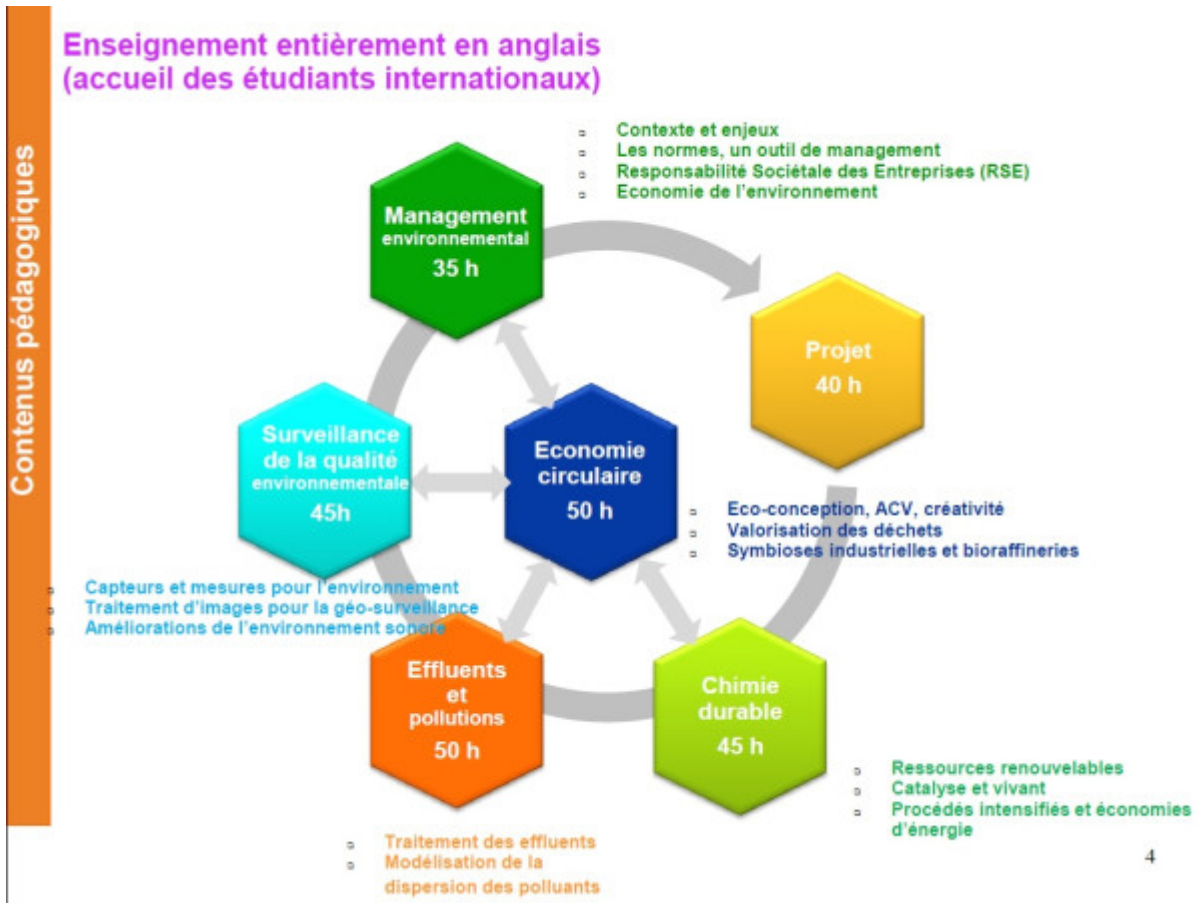 Contenus pédagogiques
Enseignement entièrement en anglais
(accueil des étudiants internationaux)
Contexte et enjeux
Les normes, un outil de management
Responsabilité Sociétale des Entreprises (RSE)
Economie de l'environnement
Management
environnemental
35 h
Projet
40 h
Surveillance
de la qualité
environnementale
45h
Economie
circulaire
50 h
Eco-conception, ACV, créativité
Valorisation des déchets
Symbioses industrielles et bioraffineries
Capteurs et mesures pour l'environnement
Traitement d'images pour la géo-surveillance
Améliorations de l'environnement sonore
Effluents
et
pollutions
50 h
Chimie
durable
45 h
Ressources renouvelables
Catalyse et vivant
Procédés intensifiés et économies
d'énergie
Traitement des effluents
Modélisation de la
dispersion des polluants
4